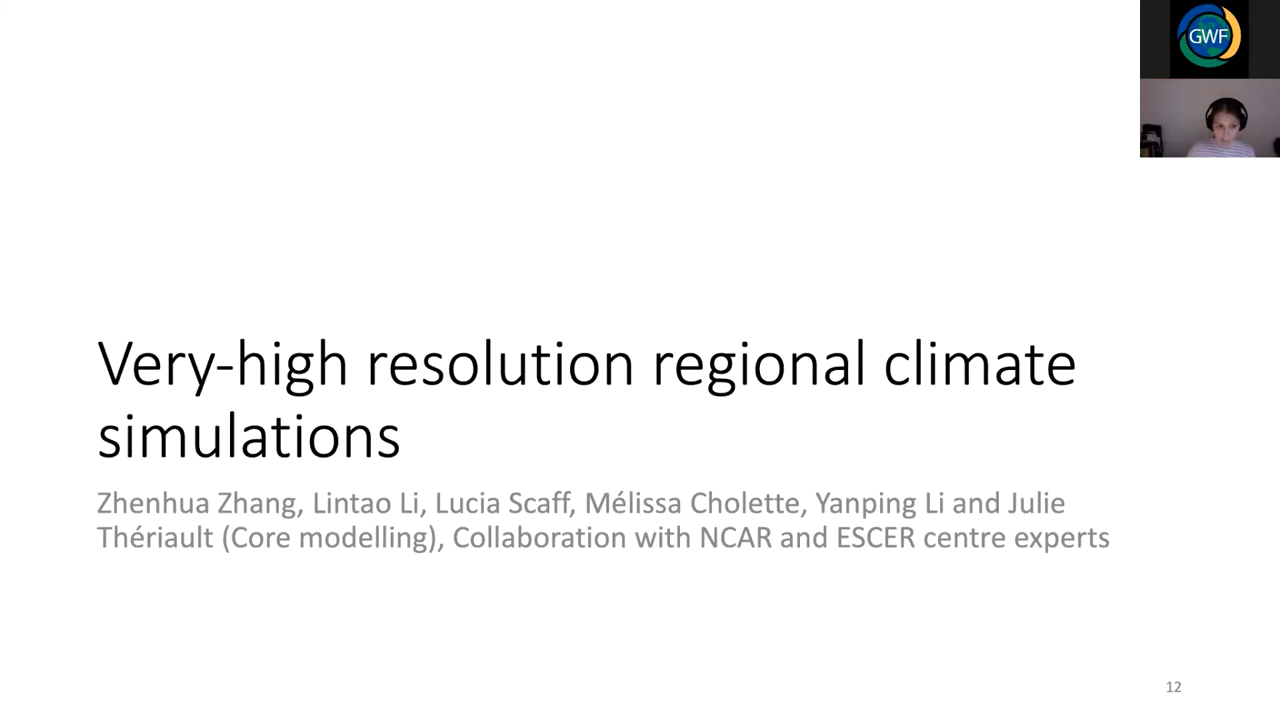 GWF
Very-high resolution regional climate
simulations
Zhenhua Zhang, Lintao Li, Lucia Scaff, Mélissa Cholette, Yanping Li and Julie
Thériault (Core modelling), Collaboration with NCAR and ESCER centre experts
12